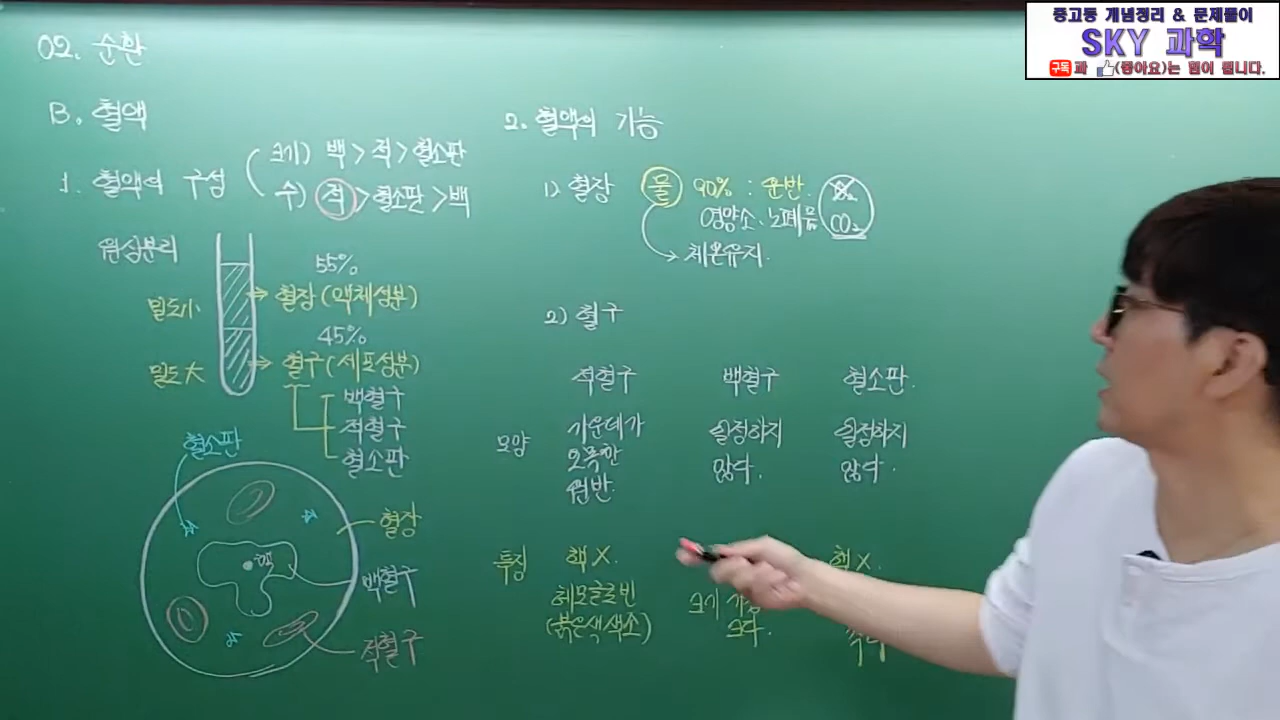 중고등 개념정리 & 문제풀이
SKY 과학
구독과 (좋아요)는 힘이 됩니다.
02. 순환
B. 혈액
1. 혈액의 구성
크기) 백 > 적 > 혈소판
수) 적 > 혈소판 > 백
원심분리
55%
밀도小
혈장 (액체성분)
45%
밀도大
혈구 (세포성분)
백혈구
적혈구
혈소판
혈소판
혈장
핵
백혈구
적혈구
2. 혈액의 기능
1) 혈장 물 90% : 운반.
영양소. 노폐물
O₂
CO₂
체온유지.
2) 혈구
적혈구 백혈구 혈소판.
모양
가운데가
오목한
원반.
일정하지
않다.
일정하지
않다.
특징
핵 X.
헤모글로빈
(붉은색색소)
크기 가장
크다.
핵 X.